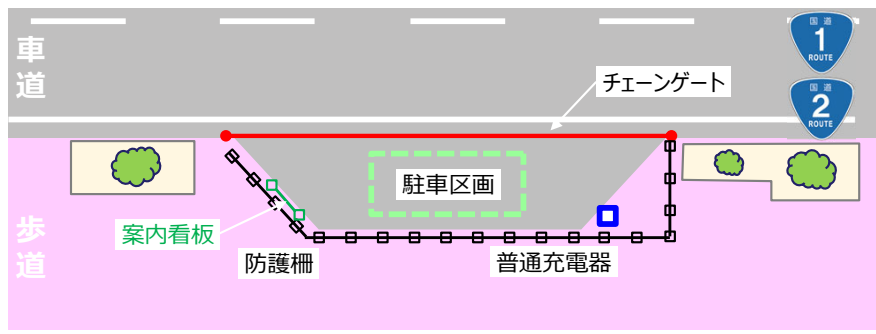 国道
1
ROUTE
車道
チェーンゲート
国道
2
ROUTE
駐車区画
案内看板
歩道
防護柵
普通充電器